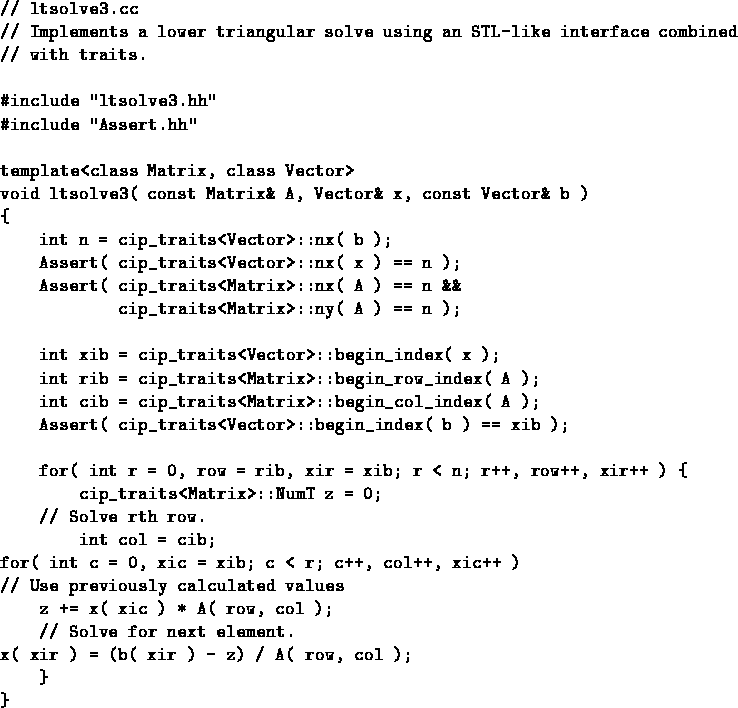 // ltsolve3.cc
// Implements a lower triangular solve using an STL-like interface combined
// with traits.

#include "ltsolve3.hh"
#include "Assert.hh"

template<class Matrix, class Vector>
void ltsolve3( const Matrix& A, Vector& x, const Vector& b )
{
    int n = cip_traits<Vector>::nx( b );
    Assert( cip_traits<Vector>::nx( x ) == n );
    Assert( cip_traits<Matrix>::nx( A ) == n &&
            cip_traits<Matrix>::ny( A ) == n );

    int xib = cip_traits<Vector>::begin_index( x );
    int rib = cip_traits<Matrix>::begin_row_index( A );
    int cib = cip_traits<Matrix>::begin_col_index( A );
    Assert( cip_traits<Vector>::begin_index( b ) == xib );

    for( int r = 0, row = rib, xir = xib; r < n; r++, row++, xir++ ) {
        cip_traits<Matrix>::NumT z = 0;
    // Solve rth row.
        int col = cib;
for( int c = 0, xic = xib; c < r; c++, col++, xic++ )
// Use previously calculated values
    z += x( xic ) * A( row, col );
    // Solve for next element.
x( xir ) = (b( xir ) - z) / A( row, col );
    }
}